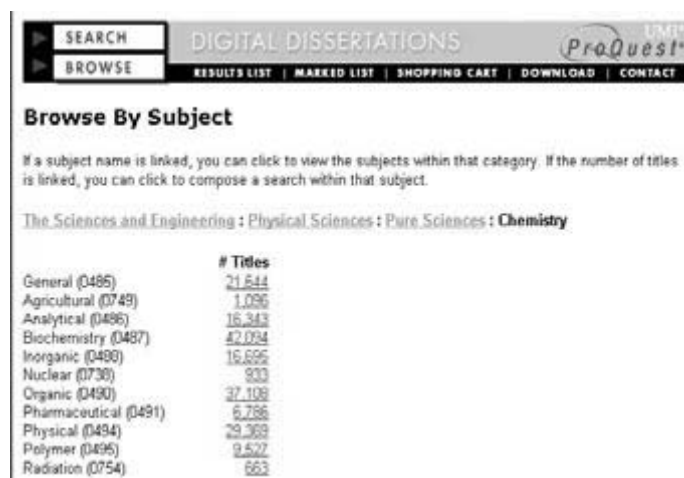 SEARCH
BROWSE
DIGITAL DISSERTATIONS
UMI
ProQuest
RESULTS LIST | MARKED LIST | SHOPPING CART | DOWNLOAD | CONTACT
Browse By Subject
If a subject name is linked, you can click to view the subjects within that category. If the number of titles
is linked, you can click to compose a search within that subject.
The Sciences and Engineering : Physical Sciences : Pure Sciences : Chemistry
# Titles
General (0485) 21,644
Agricultural (0749) 1,096
Analytical (0486) 16,343
Biochemistry (0487) 42,094
Inorganic (0488) 16,695
Nuclear (0738) 933
Organic (0490) 37,108
Pharmaceutical (0491) 6,786
Physical (0494) 29,369
Polymer (0495) 9,527
Radiation (0754) 663